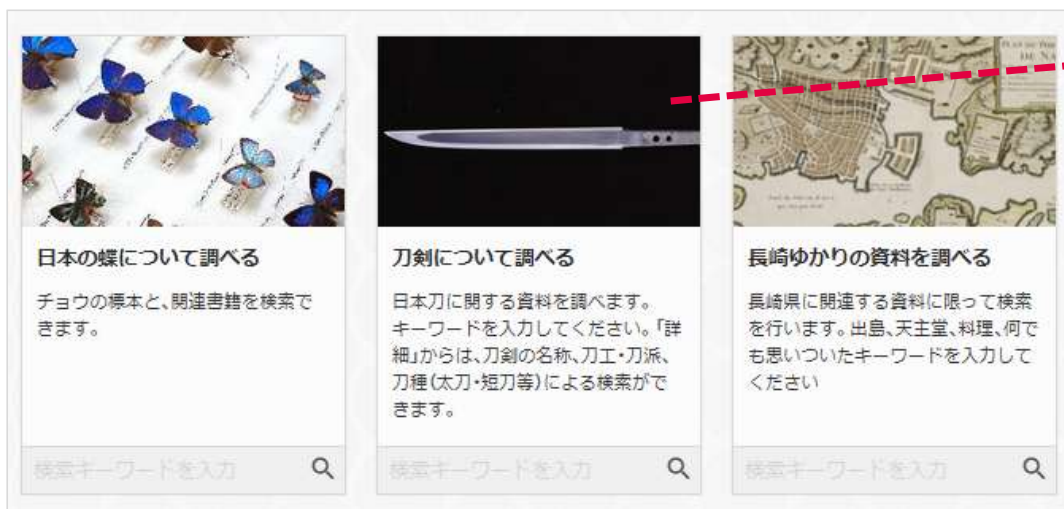 日本の蝶について調べる
チョウの標本と、関連書籍を検索で
きます。
検索キーワードを入力
刀剣について調べる
日本刀に関する資料を調べます。
キーワードを入力してください。「詳
細」からは、刀剣の名称、刀工・刀派、
刀種(太刀・短刀等)による検索がで
きます。
検索キーワードを入力
PLAN DU PORT
DE NA
長崎ゆかりの資料を調べる
長崎県に関連する資料に限って検索
を行います。出島、天主堂、料理、何で
も思いついたキーワードを入力して
ください
検索キーワードを入力